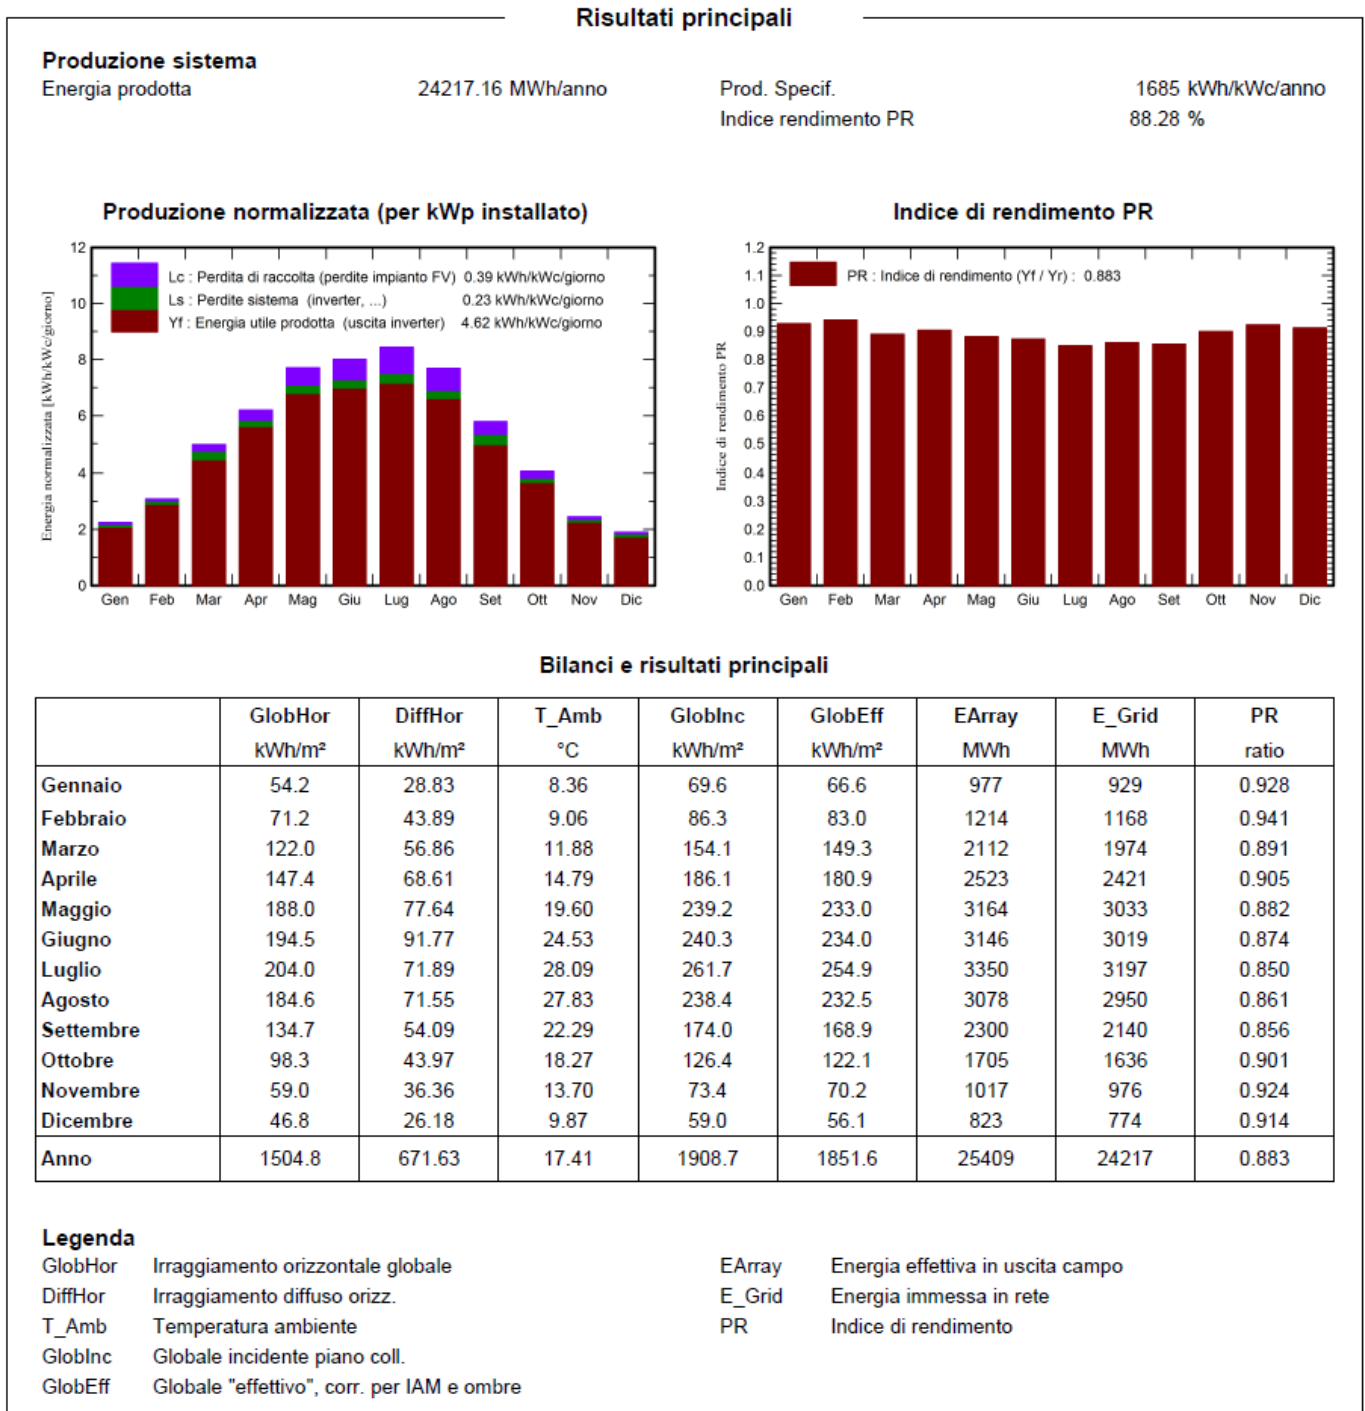 Risultati principali
Produzione sistema
Energia prodotta 24217.16 MWh/anno Prod. Specif. 1685 kWh/kWc/anno
Indice rendimento PR 88.28 %
Produzione normalizzata (per kWp installato)
Energia normalizzata [kWh/kWc/giorno]
12
10
8
6
4
2
0
Lc : Perdita di raccolta (perdite impianto FV) 0.39 kWh/kWc/giorno
Ls : Perdite sistema (inverter, ...) 0.23 kWh/kWc/giorno
Yf : Energia utile prodotta (uscita inverter) 4.62 kWh/kWc/giorno
Gen Feb Mar Apr Mag Giu Lug Ago Set Ott Nov Dic
Indice di rendimento PR
Indice di rendimento PR
1.2
1.1
1.0
0.9
0.8
0.7
0.6
0.5
0.4
0.3
0.2
0.1
0.0
PR : Indice di rendimento (Yf / Yr) : 0.883
Gen Feb Mar Apr Mag Giu Lug Ago Set Ott Nov Dic
Bilanci e risultati principali
GlobHor DiffHor T_Amb GlobInc GlobEff EArray E_Grid PR
kWh/m² kWh/m² °C kWh/m² kWh/m² MWh MWh ratio
Gennaio 54.2 28.83 8.36 69.6 66.6 977 929 0.928
Febbraio 71.2 43.89 9.06 86.3 83.0 1214 1168 0.941
Marzo 122.0 56.86 11.88 154.1 149.3 2112 1974 0.891
Aprile 147.4 68.61 14.79 186.1 180.9 2523 2421 0.905
Maggio 188.0 77.64 19.60 239.2 233.0 3164 3033 0.882
Giugno 194.5 91.77 24.53 240.3 234.0 3146 3019 0.874
Luglio 204.0 71.89 28.09 261.7 254.9 3350 3197 0.850
Agosto 184.6 71.55 27.83 238.4 232.5 3078 2950 0.861
Settembre 134.7 54.09 22.29 174.0 168.9 2300 2140 0.856
Ottobre 98.3 43.97 18.27 126.4 122.1 1705 1636 0.901
Novembre 59.0 36.36 13.70 73.4 70.2 1017 976 0.924
Dicembre 46.8 26.18 9.87 59.0 56.1 823 774 0.914
Anno 1504.8 671.63 17.41 1908.7 1851.6 25409 24217 0.883
Legenda
GlobHor Irraggiamento orizzontale globale
DiffHor Irraggiamento diffuso orizz.
T_Amb Temperatura ambiente
GlobInc Globale incidente piano coll.
GlobEff Globale "effettivo", corr. per IAM e ombre
EArray Energia effettiva in uscita campo
E_Grid Energia immessa in rete
PR Indice di rendimento